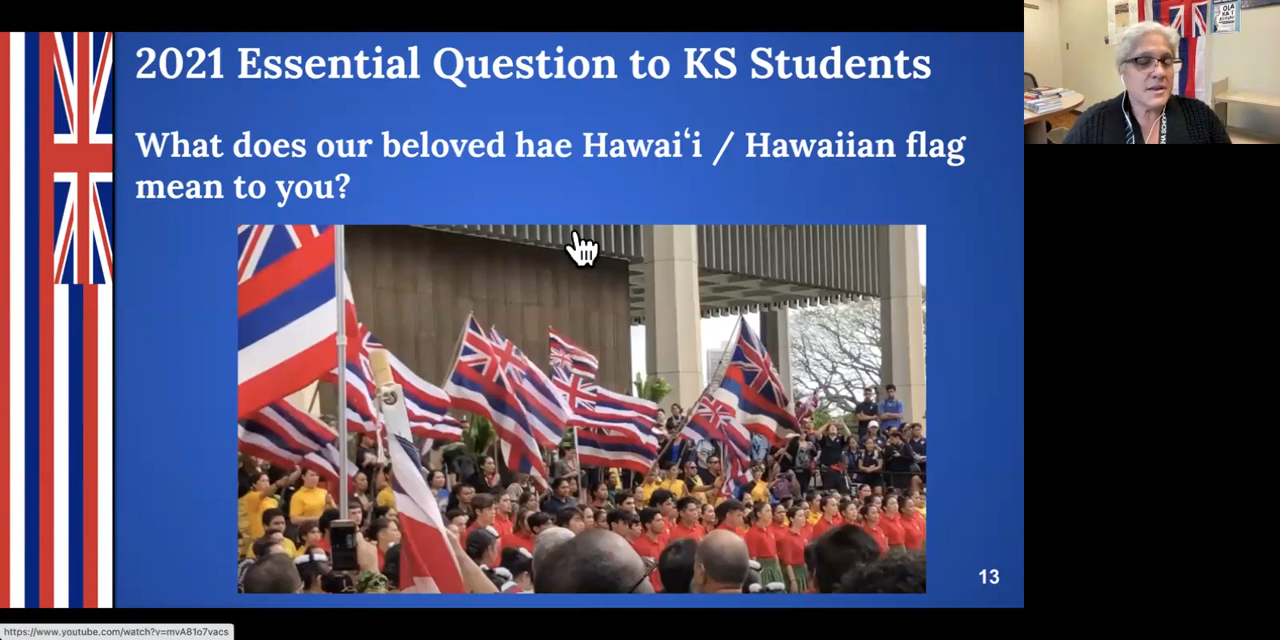 2021 Essential Question to KS Students
What does our beloved hae Hawaiʻi / Hawaiian flag
mean to you?
13
https://www.youtube.com/watch?v=mvA81o7vacs
OLA